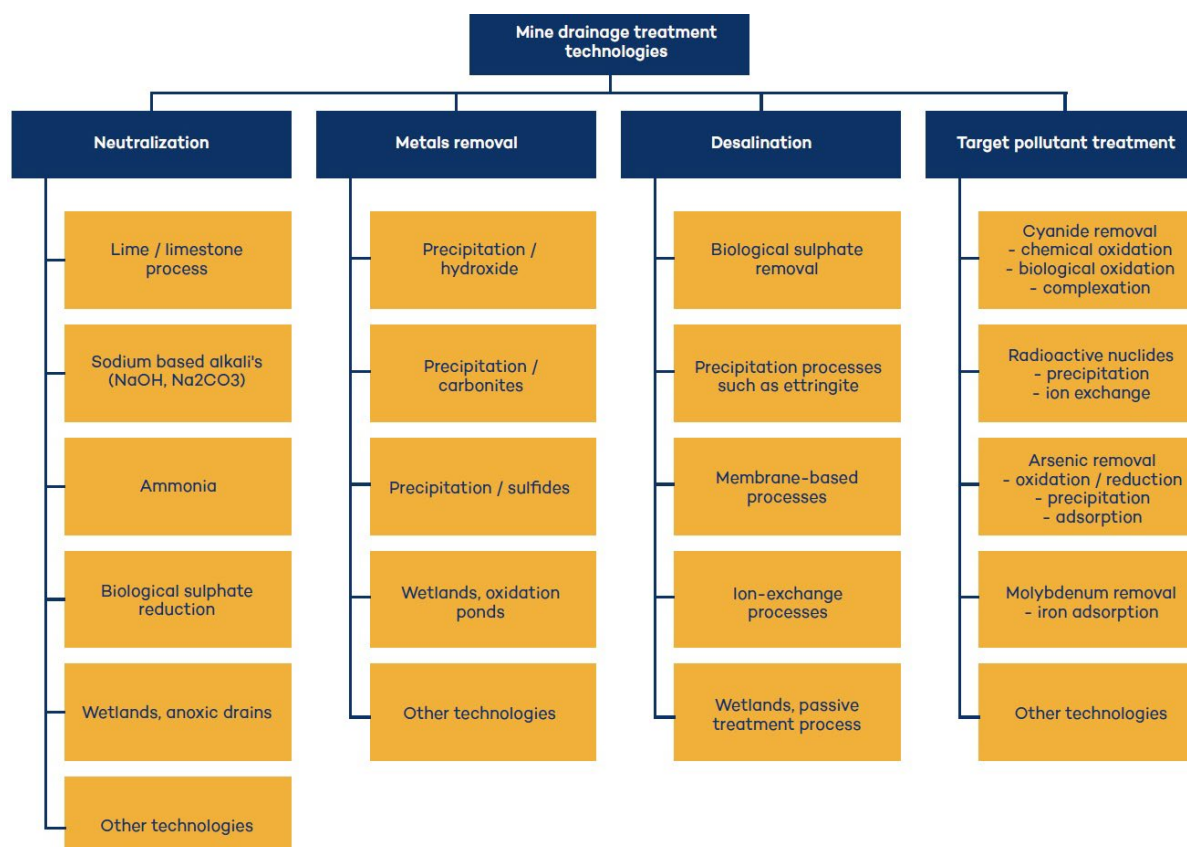 Mine drainage treatment
technologies
Neutralization
Lime / limestone
process
Sodium based alkali's
(NaOH, Na2CO3)
Ammonia
Biological sulphate
reduction
Wetlands, anoxic drains
Other technologies
Metals removal
Precipitation /
hydroxide
Precipitation /
carbonites
Precipitation / sulfides
Wetlands, oxidation
ponds
Other technologies
Desalination
Biological sulphate
removal
Precipitation processes
such as ettringite
Membrane-based
processes
Ion-exchange
processes
Wetlands, passive
treatment process
Target pollutant treatment
Cyanide removal
- chemical oxidation
- biological oxidation
- complexation
Radioactive nuclides
- precipitation
- ion exchange
Arsenic removal
- oxidation / reduction
- precipitation
- adsorption
Molybdenum removal
- iron adsorption
Other technologies